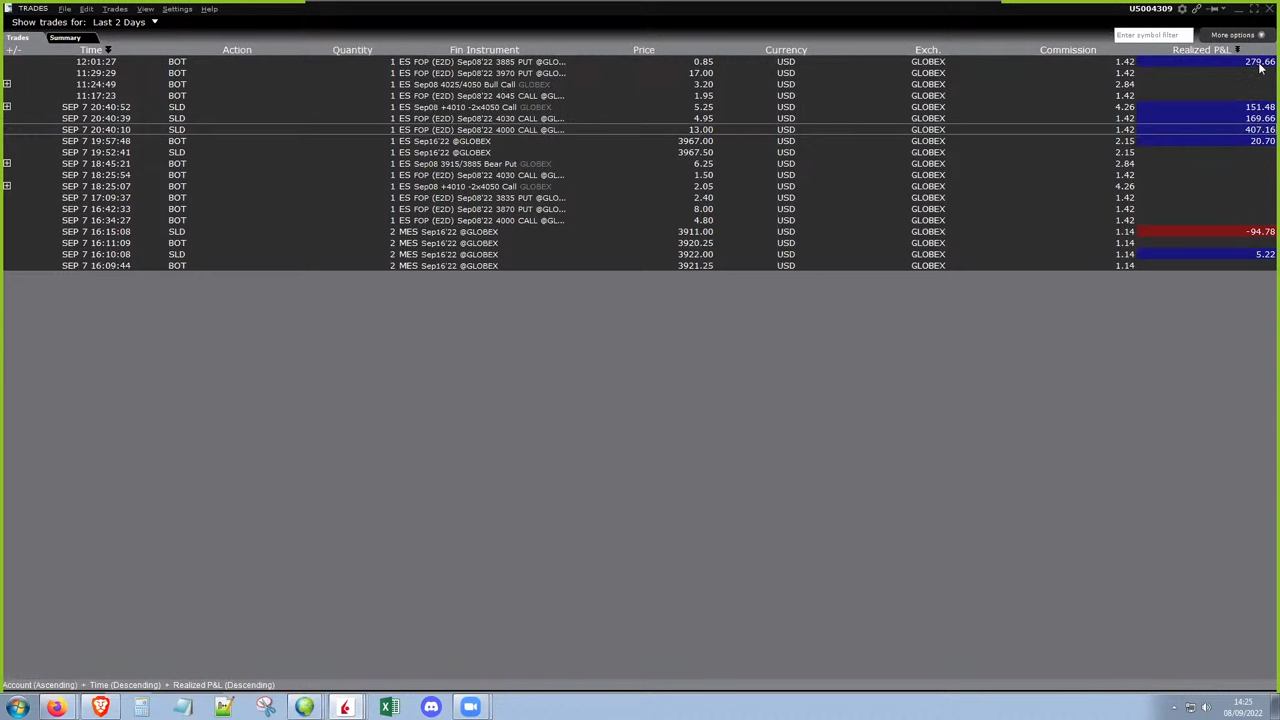 TRADES File Edit Trades View Settings Help U5004309
Show trades for: Last 2 Days
Trades Summary Enter symbol filter More options
+/- Time Action Quantity Fin Instrument Price Currency Exch. Commission Realized P&L
12:01:27 BOT 1 ES FOP (E2D) Sep08'22 3885 PUT @GLO... 0.85 USD GLOBEX 1.42 279.66
11:29:29 BOT 1 ES FOP (E2D) Sep08'22 3970 PUT @GLO... 17.00 USD GLOBEX 1.42
11:24:49 BOT 1 ES Sep08 4025/4050 Bull Call GLOBEX 3.20 USD GLOBEX 2.84
11:17:23 BOT 1 ES FOP (E2D) Sep08'22 4045 CALL @GL... 1.95 USD GLOBEX 1.42
SEP 7 20:40:52 SLD 1 ES Sep08 +4010 -2x4050 Call GLOBEX 5.25 USD GLOBEX 4.26 151.48
SEP 7 20:40:39 SLD 1 ES FOP (E2D) Sep08'22 4030 CALL @GL... 4.95 USD GLOBEX 1.42 169.66
SEP 7 20:40:10 SLD 1 ES FOP (E2D) Sep08'22 4000 CALL @GL... 13.00 USD GLOBEX 1.42 407.16
SEP 7 19:57:48 BOT 1 ES Sep16'22 @GLOBEX 3967.00 USD GLOBEX 2.15 20.70
SEP 7 19:52:41 SLD 1 ES Sep16'22 @GLOBEX 3967.50 USD GLOBEX 2.15
SEP 7 18:45:21 BOT 1 ES Sep08 3915/3885 Bear Put GLOBEX 6.25 USD GLOBEX 2.84
SEP 7 18:25:54 BOT 1 ES FOP (E2D) Sep08'22 4030 CALL @GL... 1.50 USD GLOBEX 1.42
SEP 7 18:25:07 BOT 1 ES Sep08 +4010 -2x4050 Call GLOBEX 2.05 USD GLOBEX 4.26
SEP 7 17:09:37 BOT 1 ES FOP (E2D) Sep08'22 3835 PUT @GLO... 2.40 USD GLOBEX 1.42
SEP 7 16:42:33 BOT 1 ES FOP (E2D) Sep08'22 3870 PUT @GLO... 8.00 USD GLOBEX 1.42
SEP 7 16:34:27 BOT 1 ES FOP (E2D) Sep08'22 4000 CALL @GL... 4.80 USD GLOBEX 1.42
SEP 7 16:15:08 SLD 2 MES Sep16'22 @GLOBEX 3911.00 USD GLOBEX 1.14 -94.78
SEP 7 16:11:09 BOT 2 MES Sep16'22 @GLOBEX 3920.25 USD GLOBEX 1.14
SEP 7 16:10:08 SLD 2 MES Sep16'22 @GLOBEX 3922.00 USD GLOBEX 1.14 5.22
SEP 7 16:09:44 BOT 2 MES Sep16'22 @GLOBEX 3921.25 USD GLOBEX 1.14
Account (Ascending) + Time (Descending) + Realized P&L (Descending)
14:25
08/09/2022